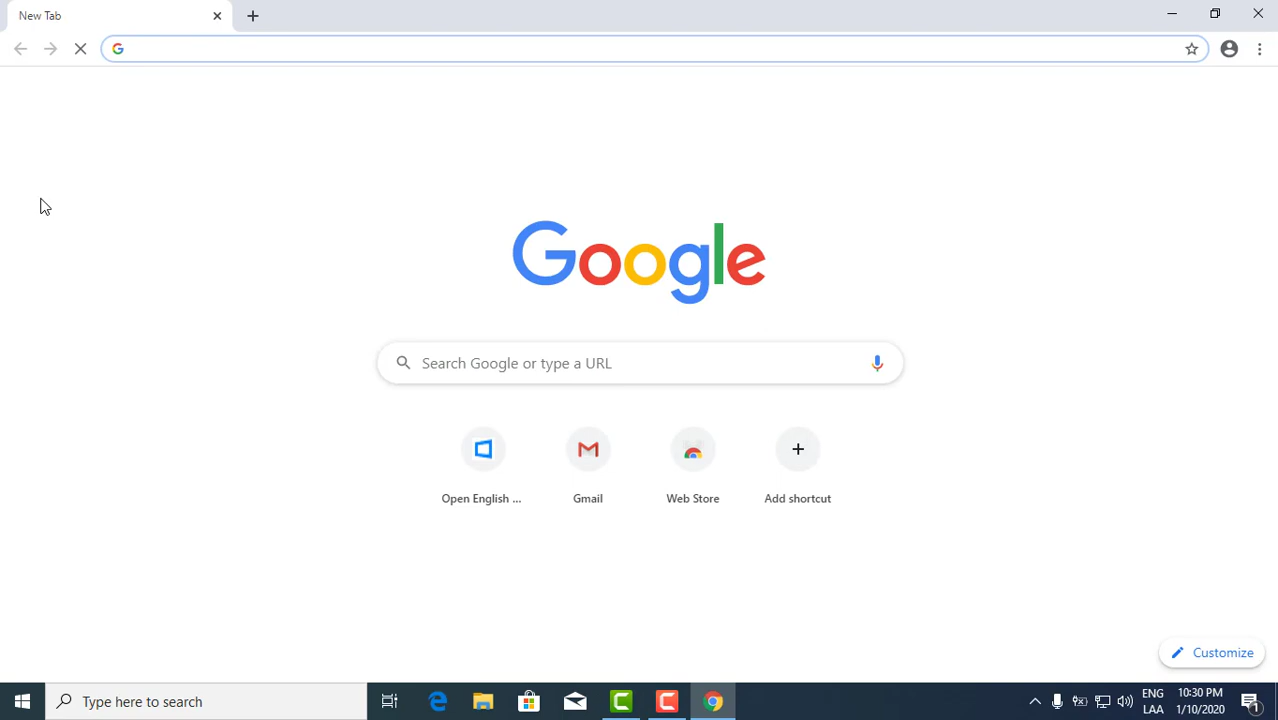 New Tab
Google
Search Google or type a URL
Open English ...
Gmail
Web Store
Add shortcut
Customize
Type here to search
ENG
LAA
10:30 PM
1/10/2020
1